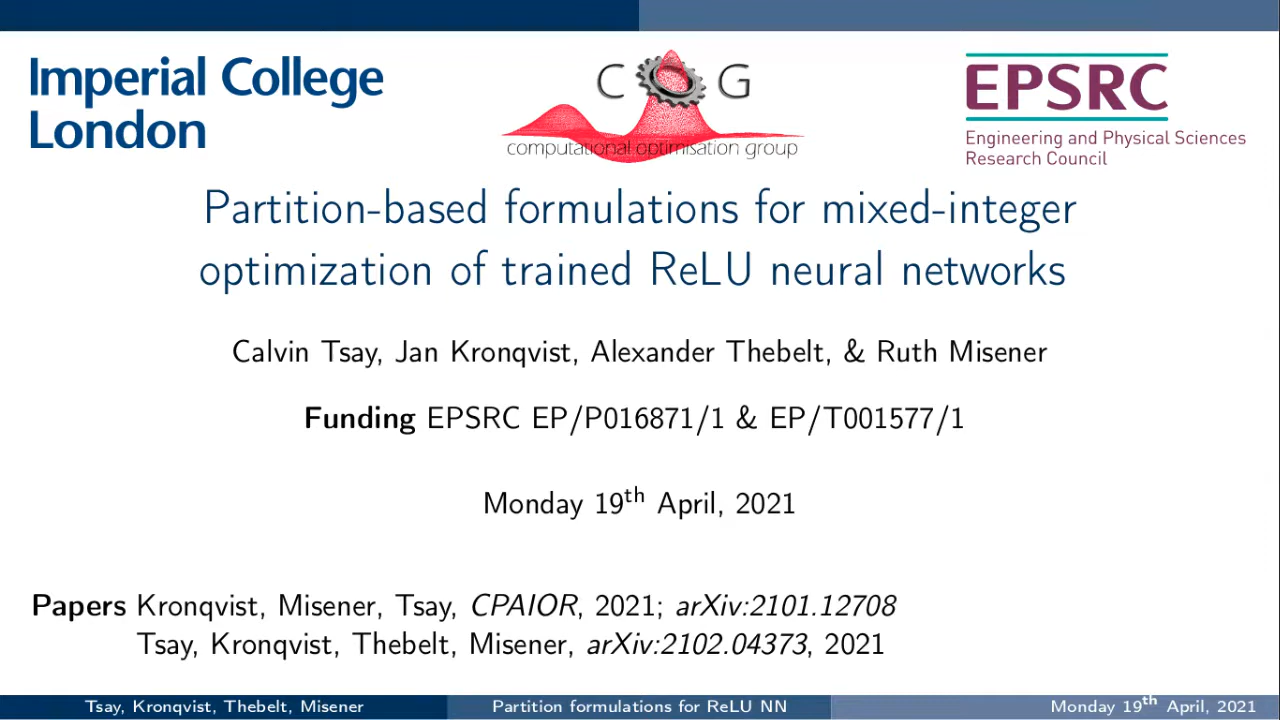 Imperial College
London
C G
computational optimisation group
EPSRC
Engineering and Physical Sciences
Research Council
Partition-based formulations for mixed-integer
optimization of trained ReLU neural networks
Calvin Tsay, Jan Kronqvist, Alexander Thebelt, & Ruth Misener
Funding EPSRC EP/P016871/1 & EP/T001577/1
Monday 19th April, 2021
Papers Kronqvist, Misener, Tsay, CPAIOR, 2021; arXiv:2101.12708
Tsay, Kronqvist, Thebelt, Misener, arXiv:2102.04373, 2021
Tsay, Kronqvist, Thebelt, Misener
Partition formulations for ReLU NN
Monday 19th April, 2021